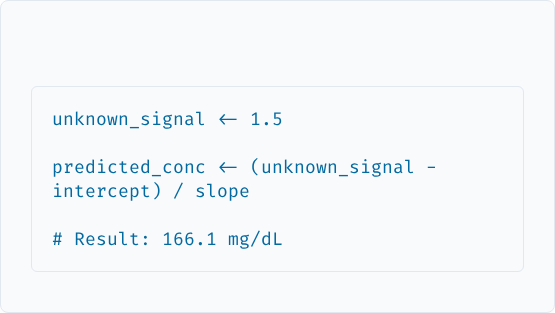 unknown_signal <- 1.5
predicted_conc <- (unknown_signal -
intercept) / slope
# Result: 166.1 mg/dL